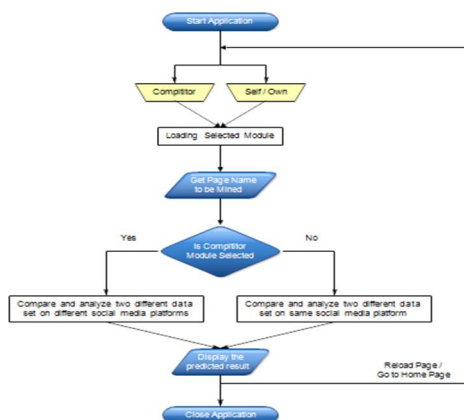 Start Application
Compititor
Self / Own
Loading Selected Module
Get Page Name
to be Mined
Is Compititor
Module Selected
Yes
No
Compare and analyze two different data
set on different social media platforms
Compare and analyze two different data
set on same social media platform
Display the
predicted result
Reload Page /
Go to Home Page
Close Application